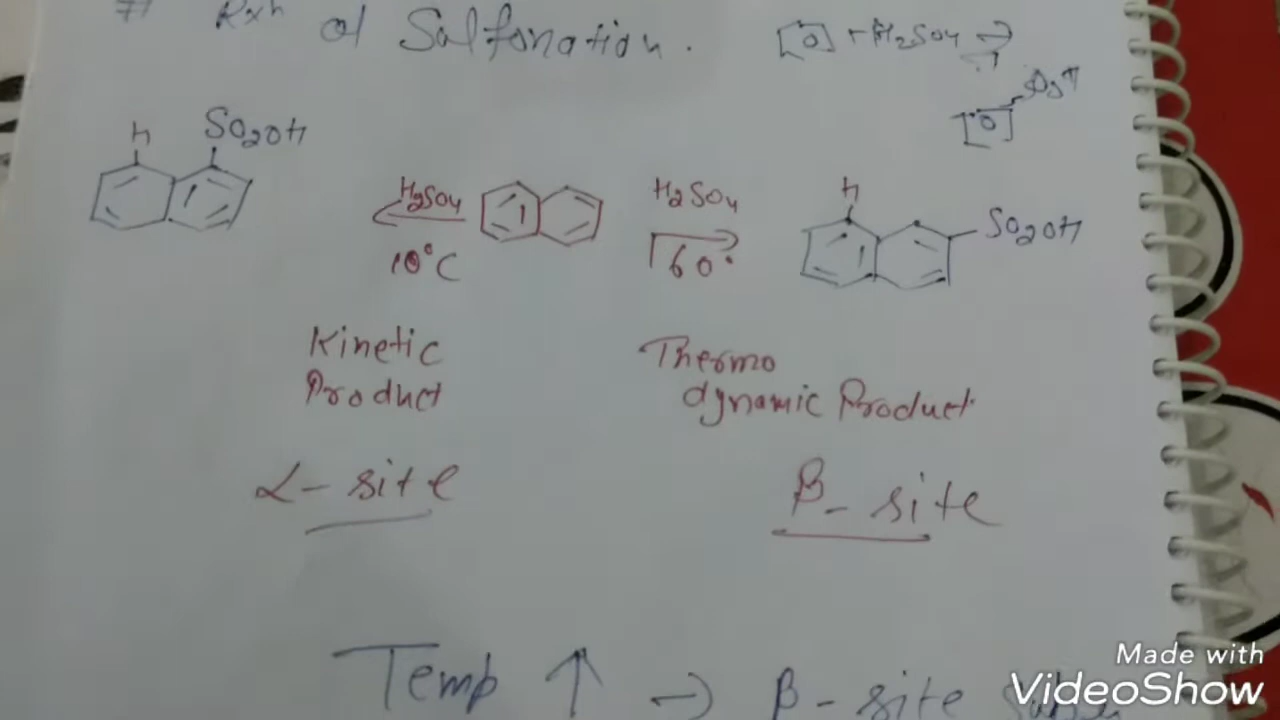 Rxn of Sulfonation.
[O] + H2SO4 →
SO3H
[O]
H SO2OH
H2SO4
10°C
H2SO4
160°
H
SO2OH
Kinetic
Product
Thermo
dynamic Product
α- site
β- site
Temp ↑ → β- site
Made with
VideoShow